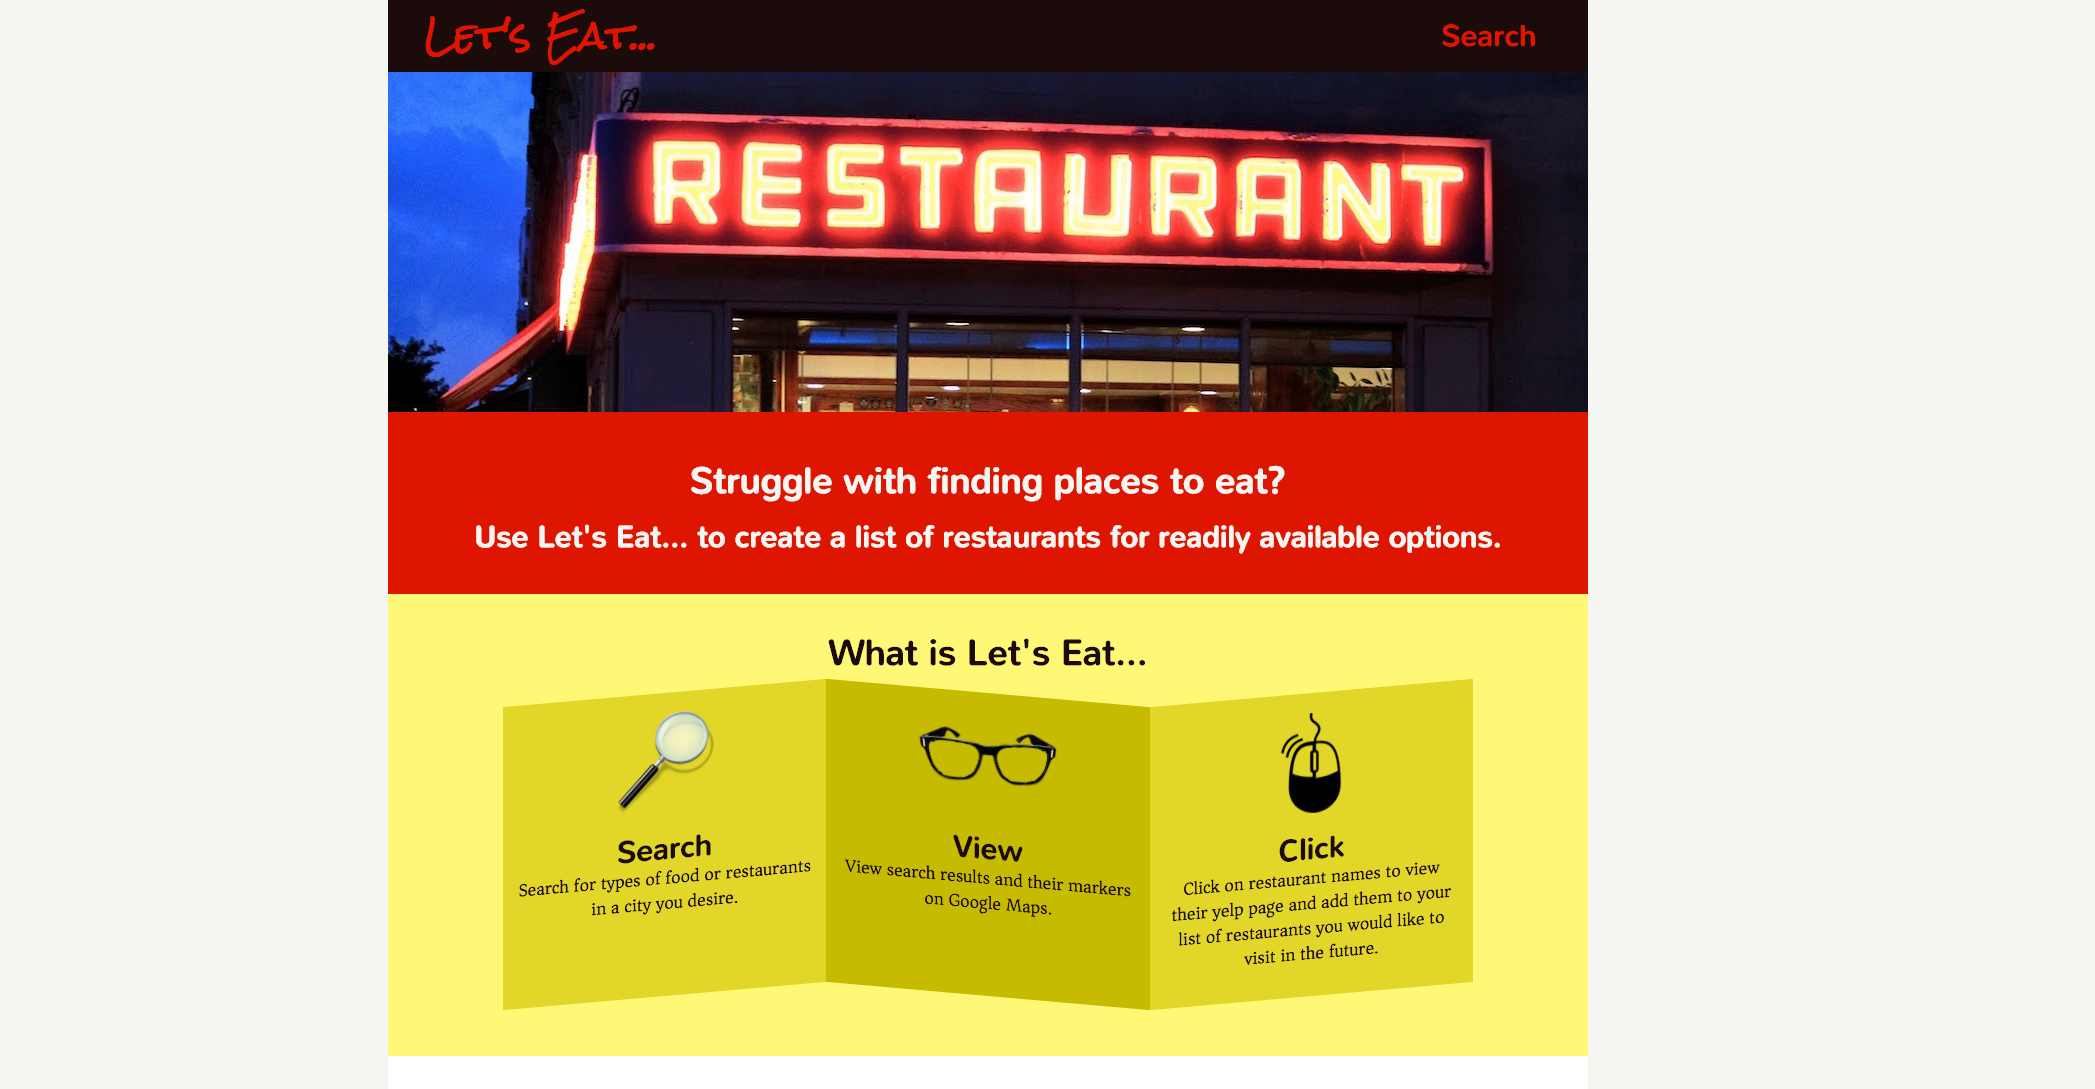 Let's Eat...
Search
RESTAURANT
Struggle with finding places to eat?
Use Let's Eat... to create a list of restaurants for readily available options.
What is Let's Eat...
Search
Search for types of food or restaurants
in a city you desire.
View
View search results and their markers
on Google Maps.
Click
Click on restaurant names to view
their yelp page and add them to your
list of restaurants you would like to
visit in the future.